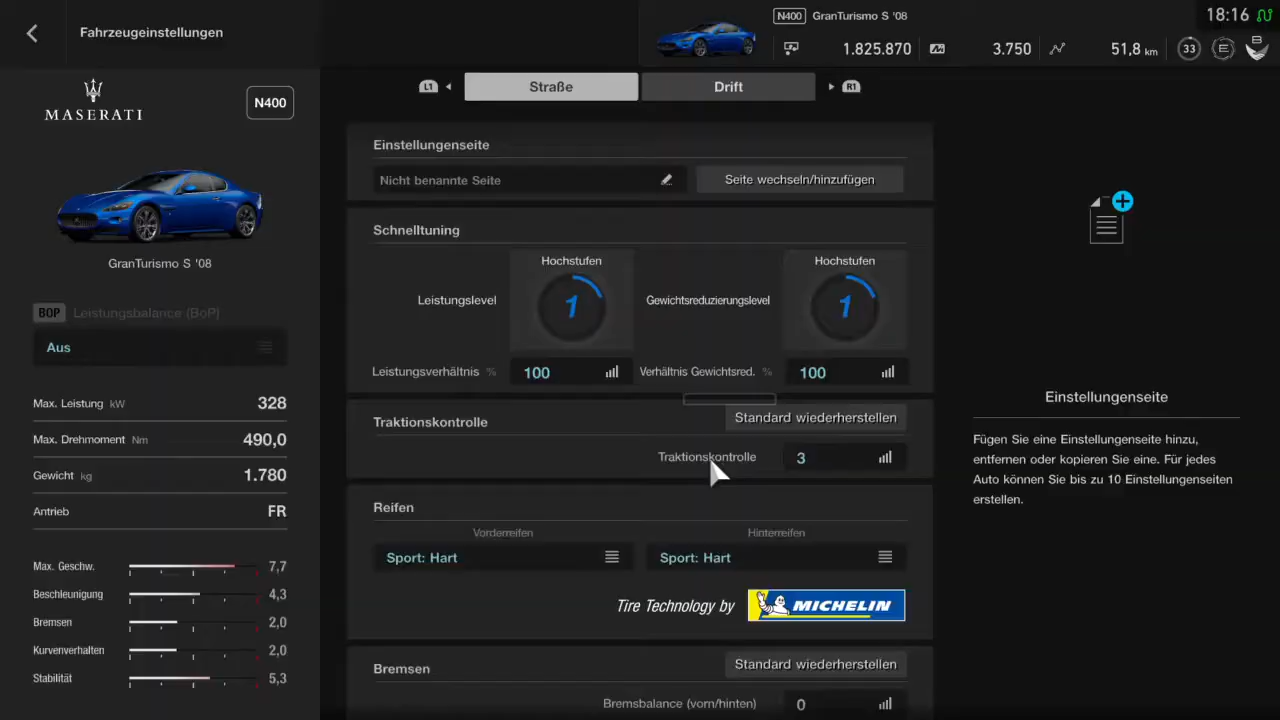 Fahrzeugeinstellungen
N400 GranTurismo S '08
1.825.870 3.750 51,8 km 33 E B
18:16
MASERATI
N400
GranTurismo S '08
BOP Leistungsbalance (BoP)
Aus
Max. Leistung kW 328
Max. Drehmoment Nm 490,0
Gewicht kg 1.780
Antrieb FR
Max. Geschw. 7,7
Beschleunigung 4,3
Bremsen 2,0
Kurvenverhalten 2,0
Stabilität 5,3
L1 Straße Drift R1
Einstellungenseite
Nicht benannte Seite Seite wechseln/hinzufügen
Schnelltuning
Hochstufen Hochstufen
Leistungslevel 1 Gewichtsreduzierungslevel 1
Leistungsverhältnis % 100 Verhältnis Gewichtsred. % 100
Traktionskontrolle Standard wiederherstellen
Traktionskontrolle 3
Reifen
Vorderreifen Hinterreifen
Sport: Hart Sport: Hart
Tire Technology by MICHELIN
Bremsen Standard wiederherstellen
Bremsbalance (vorn/hinten) 0
Einstellungenseite
Fügen Sie eine Einstellungenseite hinzu,
entfernen oder kopieren Sie eine. Für jedes
Auto können Sie bis zu 10 Einstellungenseiten
erstellen.